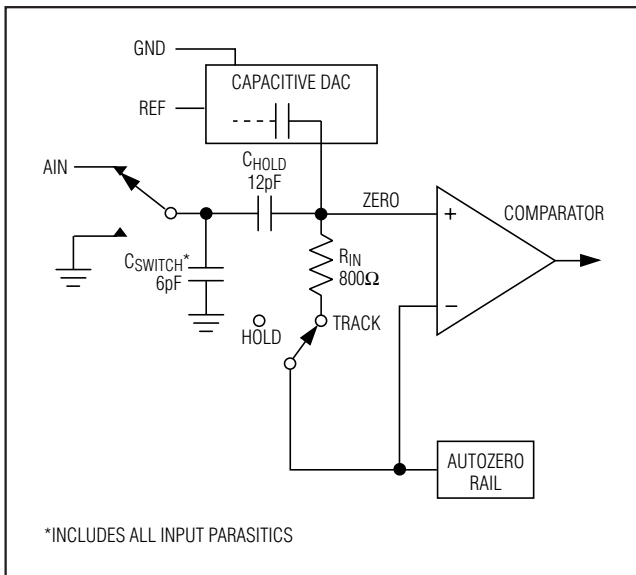 GND
CAPACITIVE DAC
REF
AIN
CHOLD
12pF
ZERO
+
COMPARATOR
CSWITCH*
6pF
RIN
800Ω
−
HOLD
TRACK
AUTOZERO
RAIL
*INCLUDES ALL INPUT PARASITICS